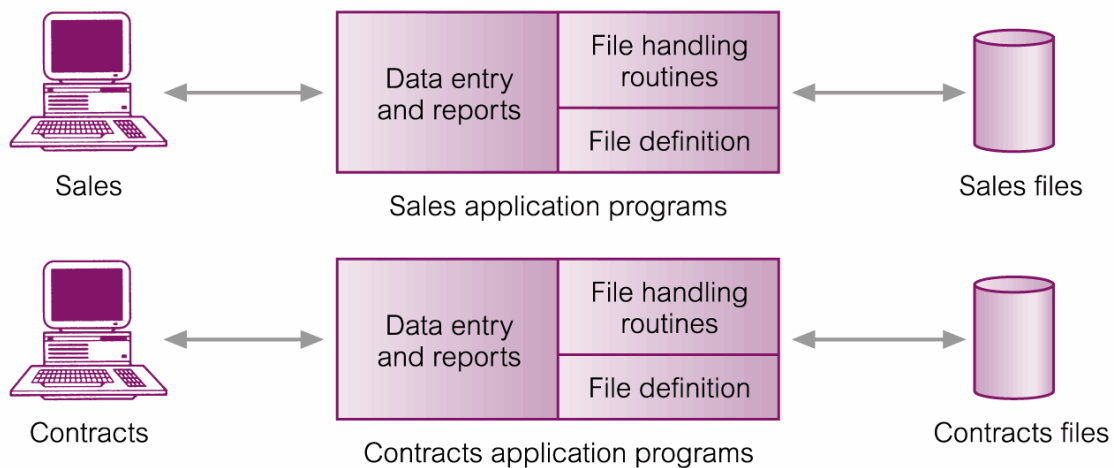 Data entry
and reports
File handling
routines
File definition
Sales
Sales application programs
Sales files
Data entry
and reports
File handling
routines
File definition
Contracts
Contracts application programs
Contracts files